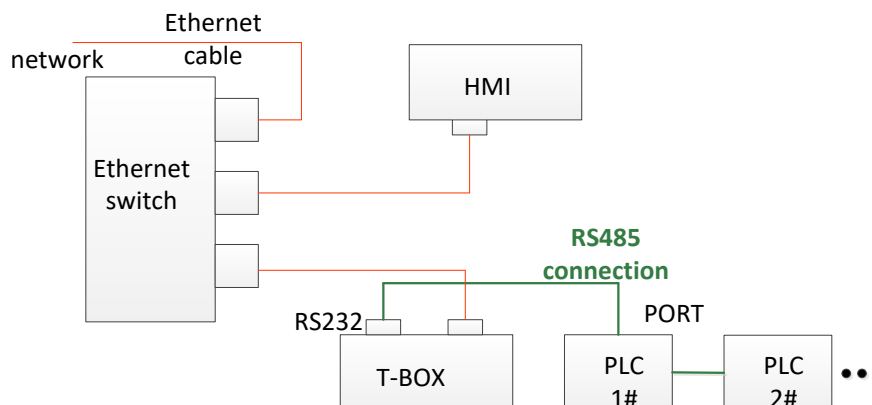 Ethernet
cable
network
HMI
Ethernet
switch
RS485
connection
RS232
PORT
T-BOX
PLC
1#
PLC
2#